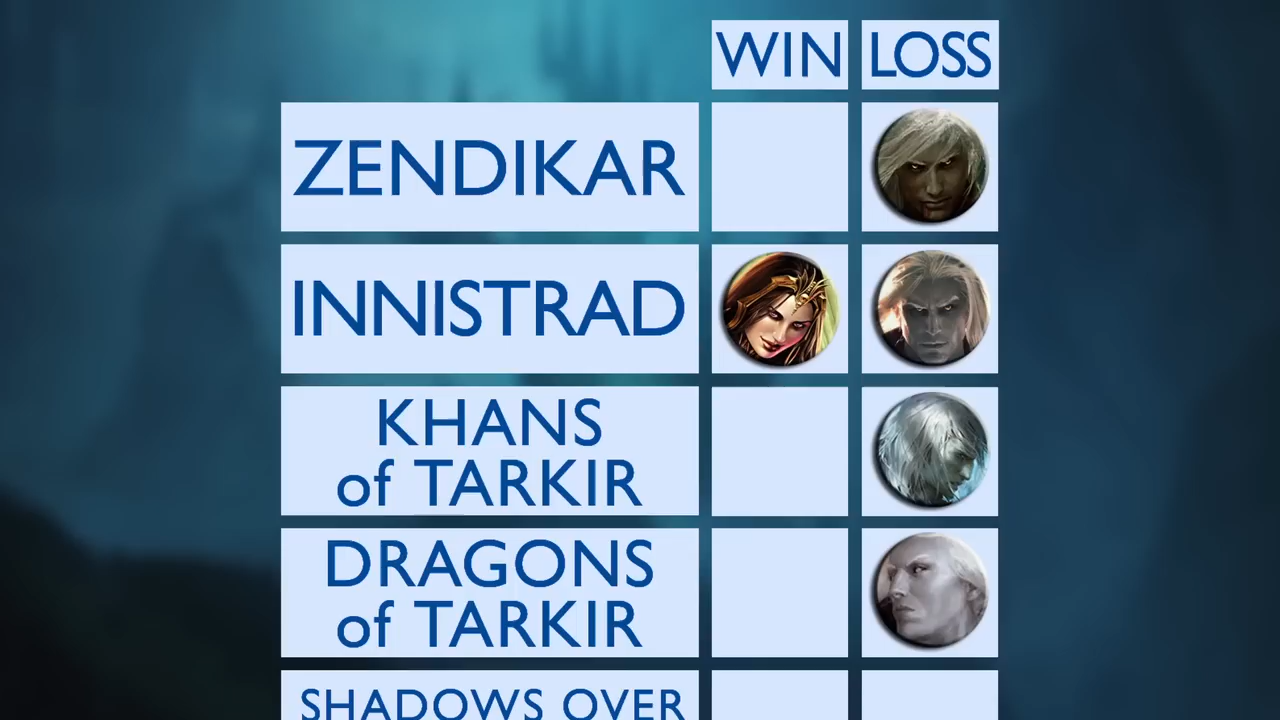 WIN LOSS
ZENDIKAR
INNISTRAD
KHANS
of TARKIR
DRAGONS
of TARKIR
SHADOWS OVER